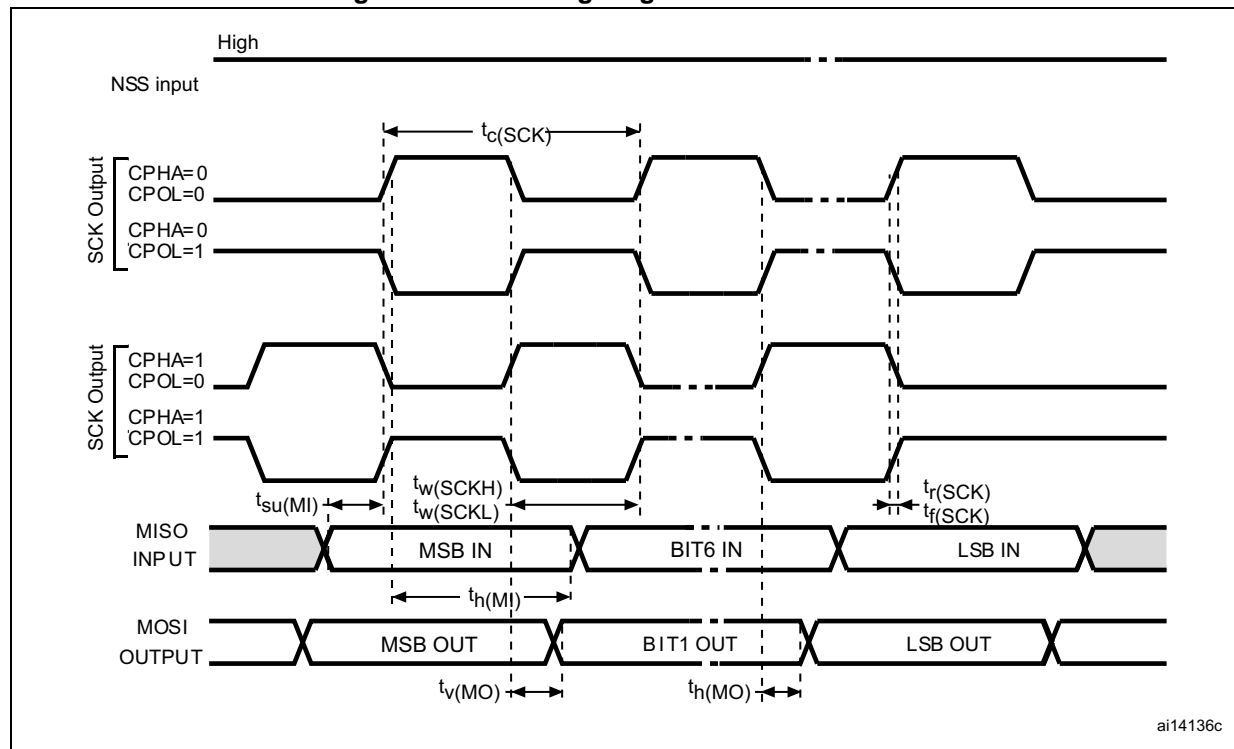 High
NSS input
tc(SCK)
SCK Output
CPHA=0
CPOL=0
CPHA=0
CPOL=1
SCK Output
CPHA=1
CPOL=0
CPHA=1
CPOL=1
tsu(MI)
tw(SCKH)
tw(SCKL)
tr(SCK)
tf(SCK)
MISO
INPUT
MSB IN
BIT6 IN
LSB IN
th(MI)
MOSI
OUTPUT
MSB OUT
BIT1 OUT
LSB OUT
tv(MO)
th(MO)
ai14136c